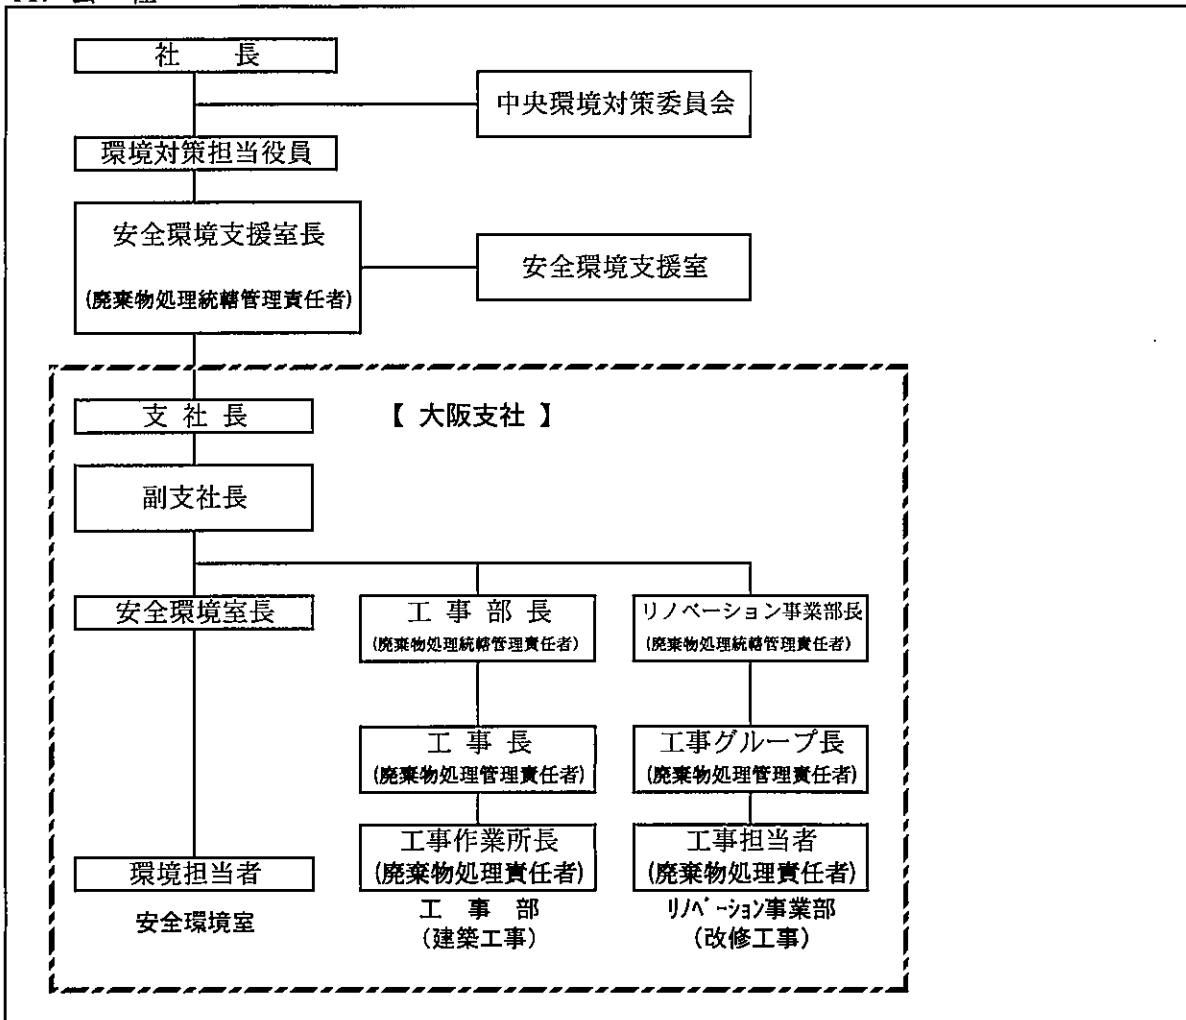 社 長
中央環境対策委員会
環境対策担当役員
安全環境支援室長
(廃棄物処理統轄管理責任者)
安全環境支援室
支 社 長
【 大阪支社 】
副支社長
安全環境室長
工 事 部 長
(廃棄物処理統轄管理責任者)
リノベーション事業部長
(廃棄物処理統轄管理責任者)
工 事 長
(廃棄物処理管理責任者)
工事グループ長
(廃棄物処理管理責任者)
工事作業所長
(廃棄物処理責任者)
工事担当者
(廃棄物処理責任者)
環境担当者
安全環境室
工 事 部
(建築工事)
リノベーション事業部
(改修工事)